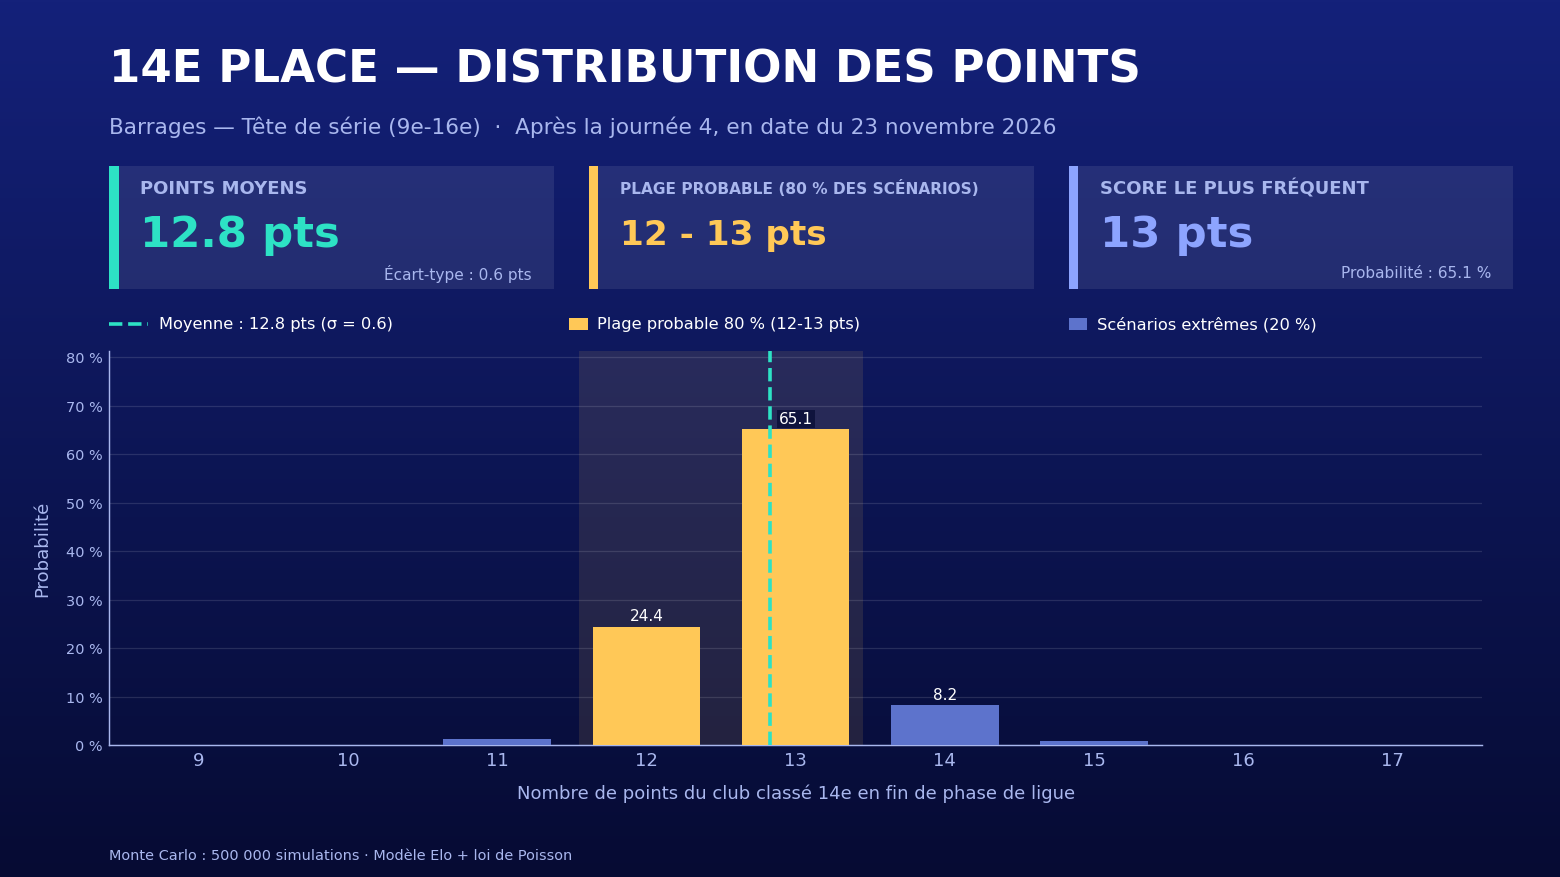 14E PLACE — DISTRIBUTION DES POINTS
Barrages — Tête de série (9e-16e) · Après la journée 4, en date du 23 novembre 2026
POINTS MOYENS
12.8 pts
Écart-type : 0.6 pts
PLAGE PROBABLE (80 % DES SCÉNARIOS)
12 - 13 pts
SCORE LE PLUS FRÉQUENT
13 pts
Probabilité : 65.1 %
Moyenne : 12.8 pts (σ = 0.6)
Plage probable 80 % (12-13 pts)
Scénarios extrêmes (20 %)
80 %
70 %
60 %
50 %
40 %
30 %
20 %
10 %
0 %
Probabilité
24.4
65.1
8.2
9 10 11 12 13 14 15 16 17
Nombre de points du club classé 14e en fin de phase de ligue
Monte Carlo : 500 000 simulations · Modèle Elo + loi de Poisson